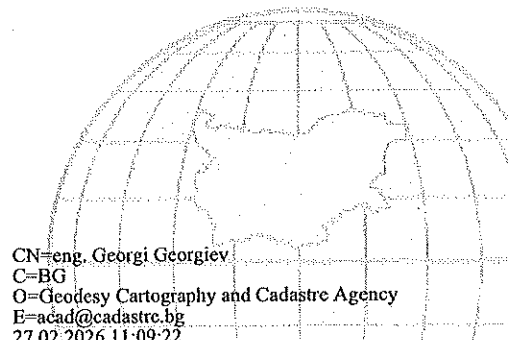 CN=eng. Georgi Georgiev
C=BG
O=Geodesy Cartography and Cadastre Agency
E=acad@cadastre.bg
27.02.2026 11:09:22